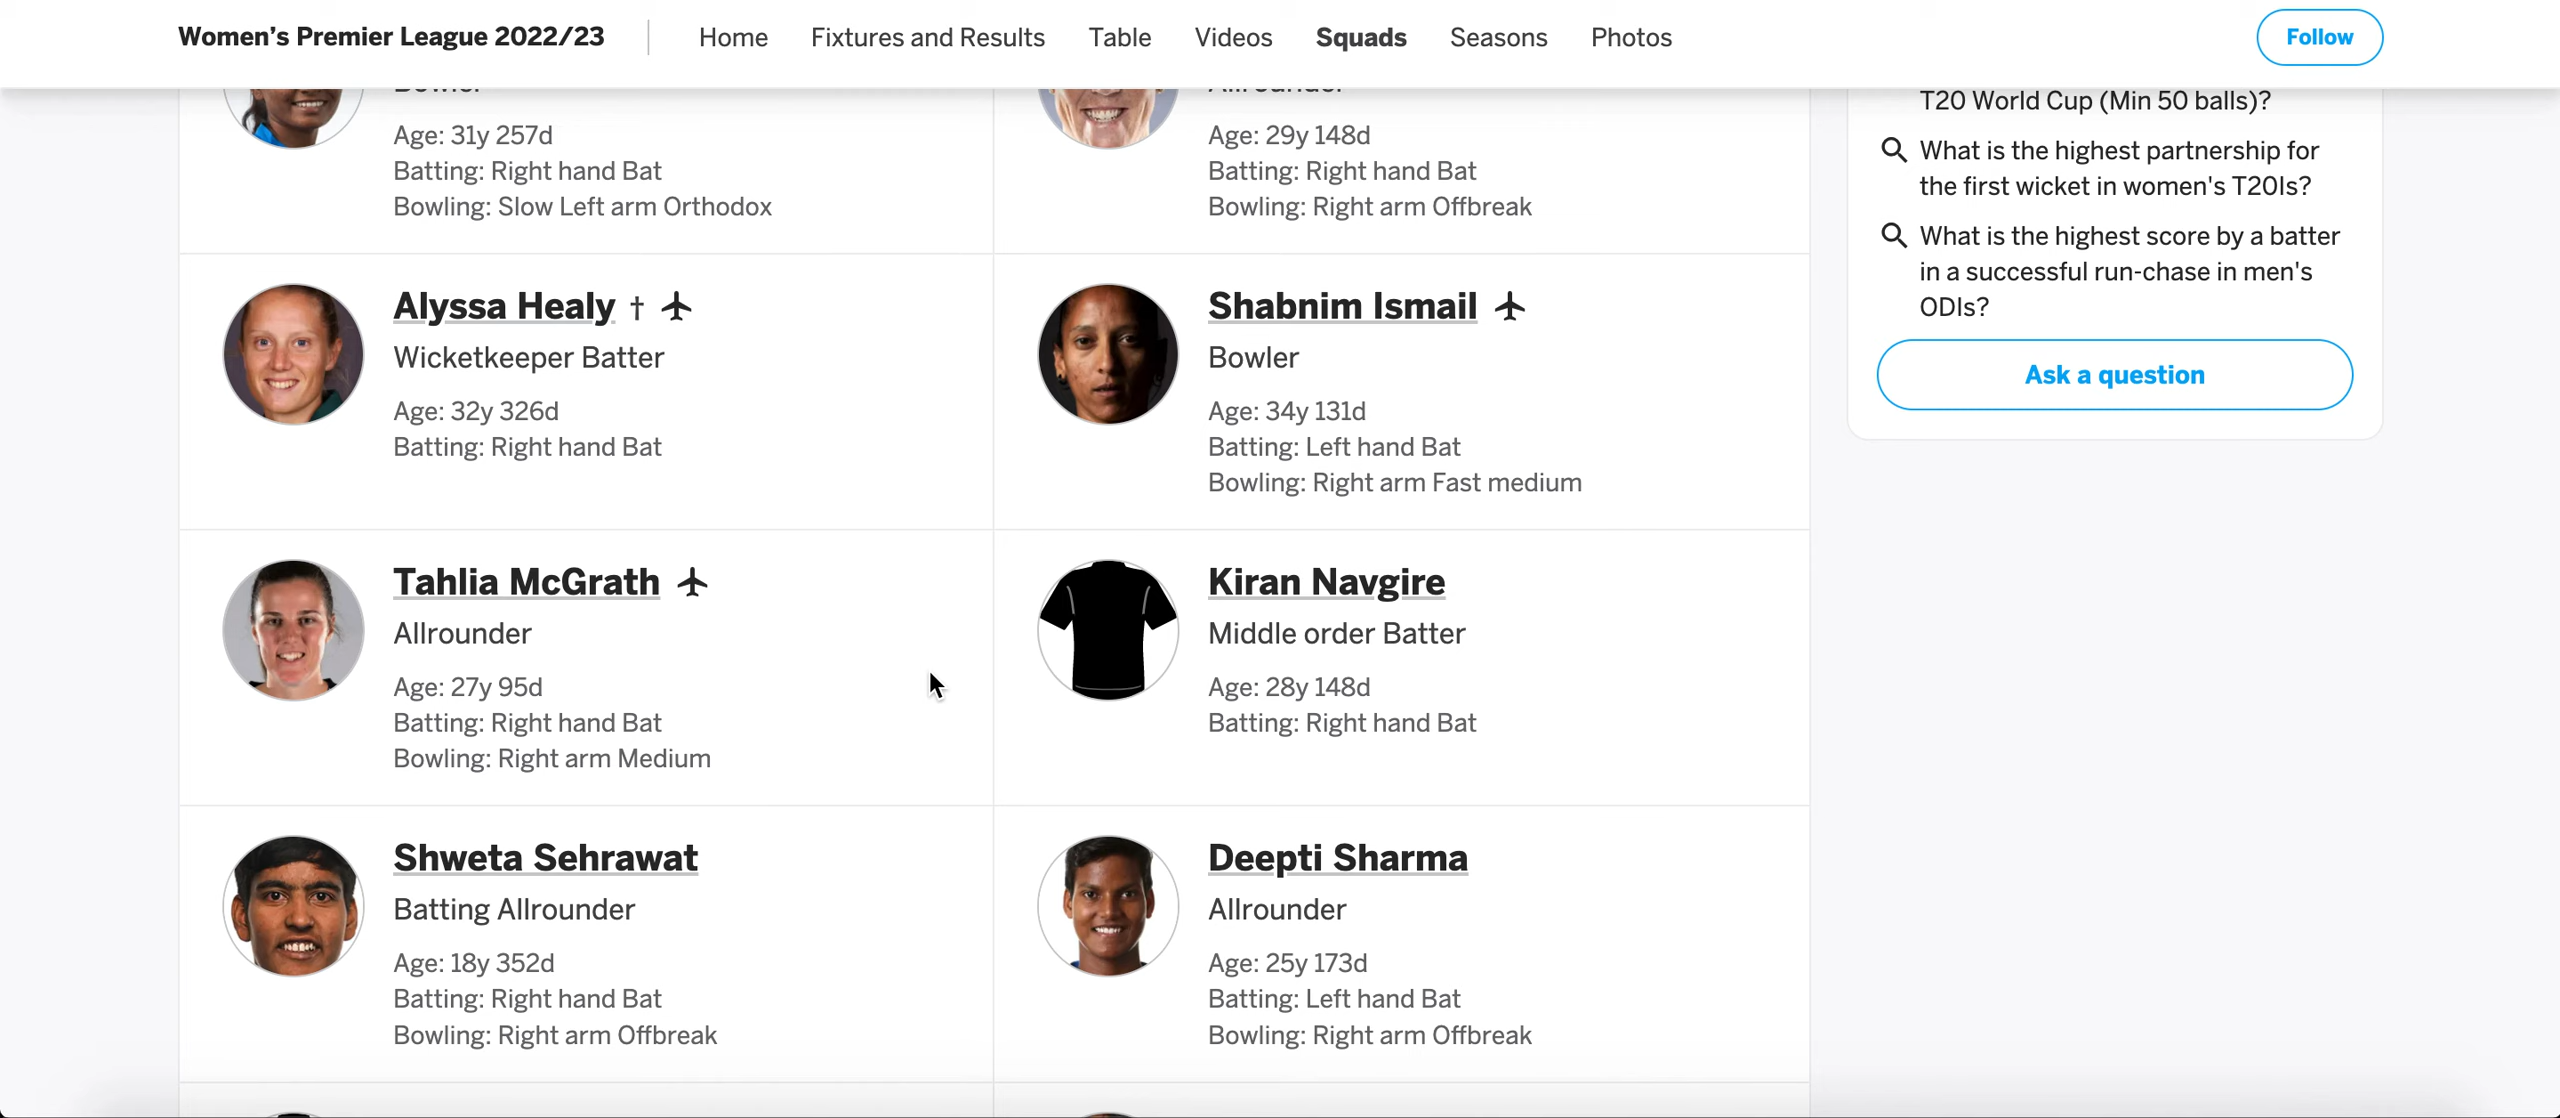 Women's Premier League 2022/23
Home
Fixtures and Results
Table
Videos
Squads
Seasons
Photos
Follow
Age: 31y 257d
Batting: Right hand Bat
Bowling: Slow Left arm Orthodox
Age: 29y 148d
Batting: Right hand Bat
Bowling: Right arm Offbreak
Alyssa Healy †
Wicketkeeper Batter
Age: 32y 326d
Batting: Right hand Bat
Shabnim Ismail
Bowler
Age: 34y 131d
Batting: Left hand Bat
Bowling: Right arm Fast medium
Tahlia McGrath
Allrounder
Age: 27y 95d
Batting: Right hand Bat
Bowling: Right arm Medium
Kiran Navgire
Middle order Batter
Age: 28y 148d
Batting: Right hand Bat
Shweta Sehrawat
Batting Allrounder
Age: 18y 352d
Batting: Right hand Bat
Bowling: Right arm Offbreak
Deepti Sharma
Allrounder
Age: 25y 173d
Batting: Left hand Bat
Bowling: Right arm Offbreak
T20 World Cup (Min 50 balls)?
What is the highest partnership for
the first wicket in women's T20Is?
What is the highest score by a batter
in a successful run-chase in men's
ODIs?
Ask a question